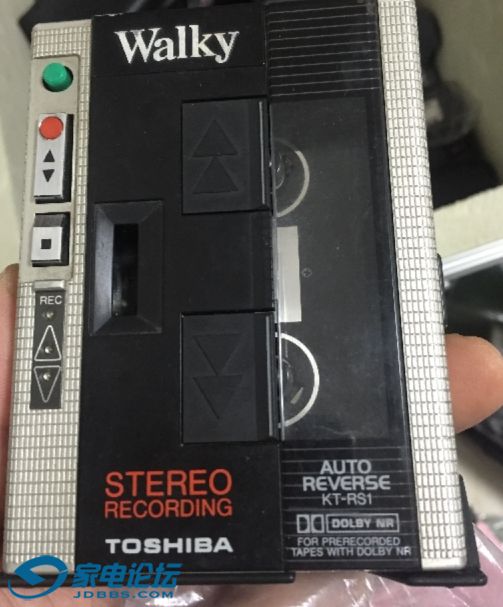 Walky
REC
STEREO
RECORDING
TOSHIBA
AUTO
REVERSE
KT-RS1
DOLBY NR
FOR PRERECORDED
TAPES WITH DOLBY NR
家电论坛
JDBBS.COM